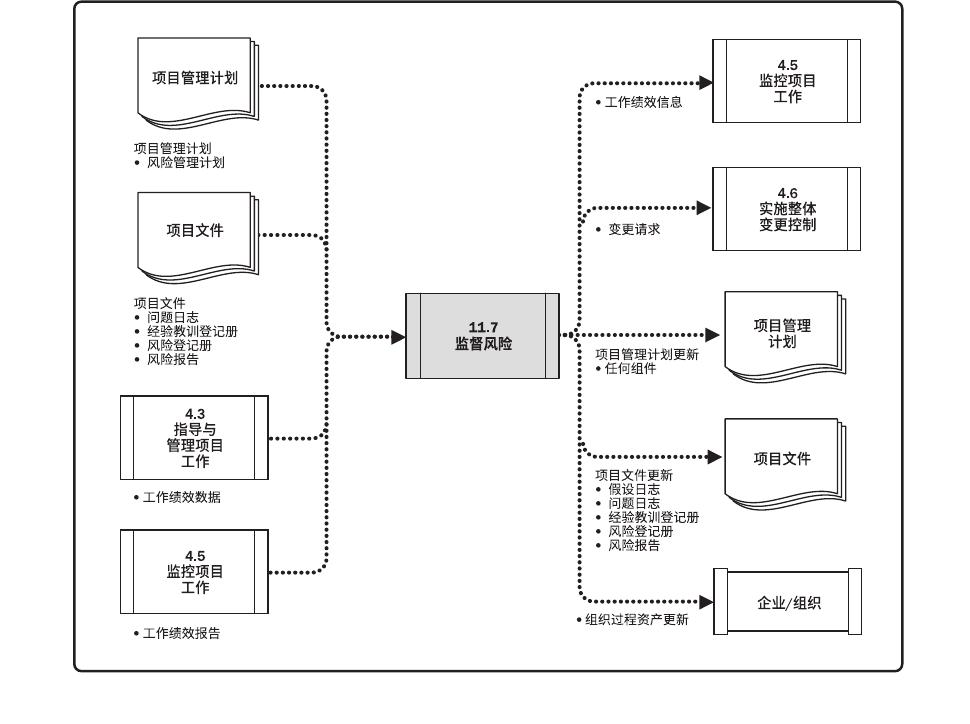 项目管理计划
项目管理计划
• 风险管理计划
项目文件
项目文件
• 问题日志
• 经验教训登记册
• 风险登记册
• 风险报告
4.3
指导与
管理项目
工作
• 工作绩效数据
4.5
监控项目
工作
• 工作绩效报告
11.7
监督风险
4.5
监控项目
工作
• 工作绩效信息
4.6
实施整体
变更控制
• 变更请求
项目管理
计划
项目管理计划更新
• 任何组件
项目文件
项目文件更新
• 假设日志
• 问题日志
• 经验教训登记册
• 风险登记册
• 风险报告
企业/组织
• 组织过程资产更新